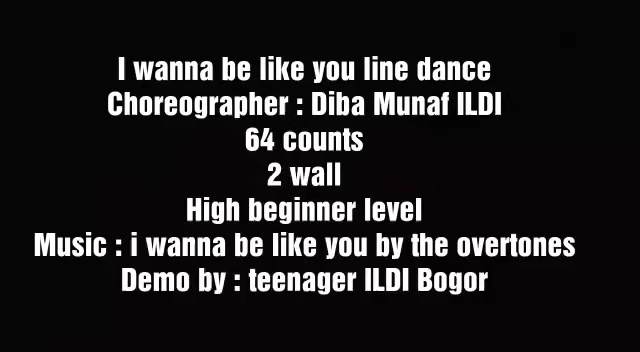 I wanna be like you line dance
Choreographer : Diba Munaf ILDI
64 counts
2 wall
High beginner level
Music : i wanna be like you by the overtones
Demo by : teenager ILDI Bogor